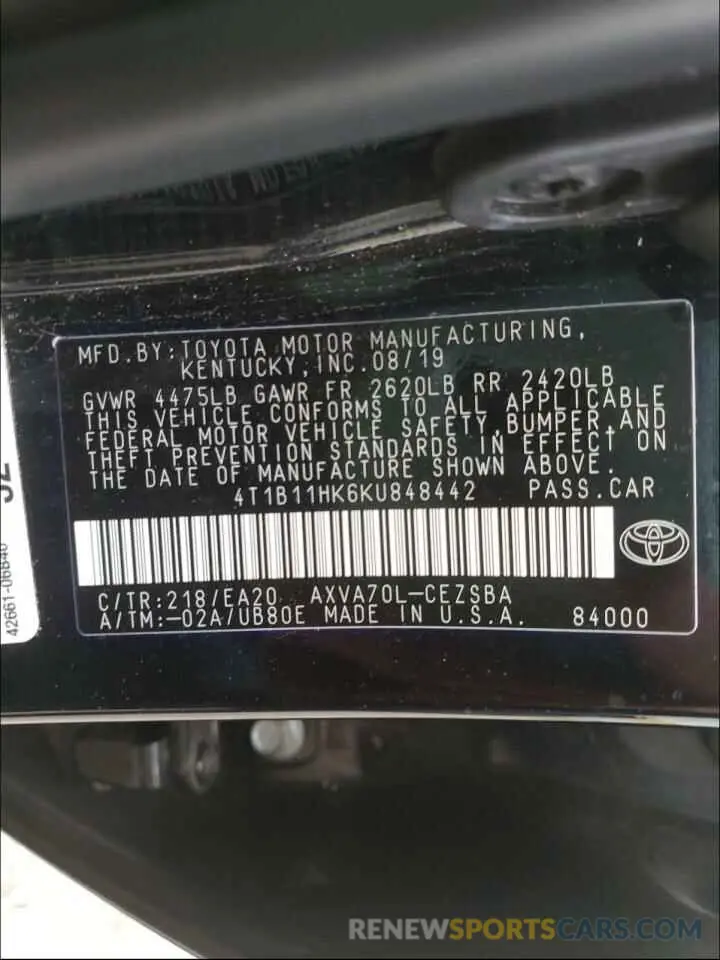 MFD.BY:TOYOTA MOTOR MANUFACTURING,
KENTUCKY, INC.08/19
GVWR 4475LB GAWR FR 2620LB RR 2420LB
THIS VEHICLE CONFORMS TO ALL APPLICABLE
FEDERAL MOTOR VEHICLE SAFETY, BUMPER, AND
THEFT PREVENTION STANDARDS IN EFFECT ON
THE DATE OF MANUFACTURE SHOWN ABOVE.
4T1B11HK6KU848442 PASS.CAR
C/TR:218/EA20 AXVA70L-CEZSBA
A/TM:-02A/UB80E MADE IN U.S.A. 84000
42661-06B40
RENEWSPORTSCARS.COM